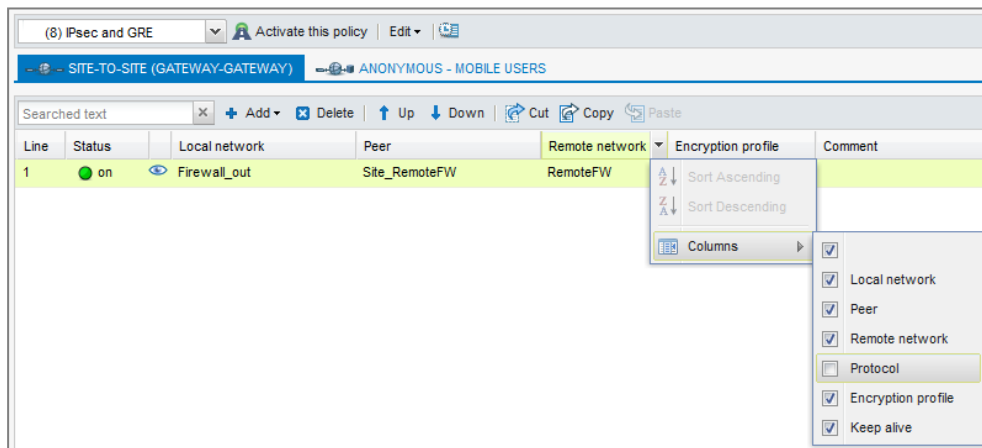 (8) IPsec and GRE Activate this policy Edit
SITE-TO-SITE (GATEWAY-GATEWAY) ANONYMOUS - MOBILE USERS
Searched text Add Delete Up Down Cut Copy Paste
Line Status Local network Peer Remote network Encryption profile Comment
1 on Firewall_out Site_RemoteFW RemoteFW
Sort Ascending
Sort Descending
Columns
Local network
Peer
Remote network
Protocol
Encryption profile
Keep alive